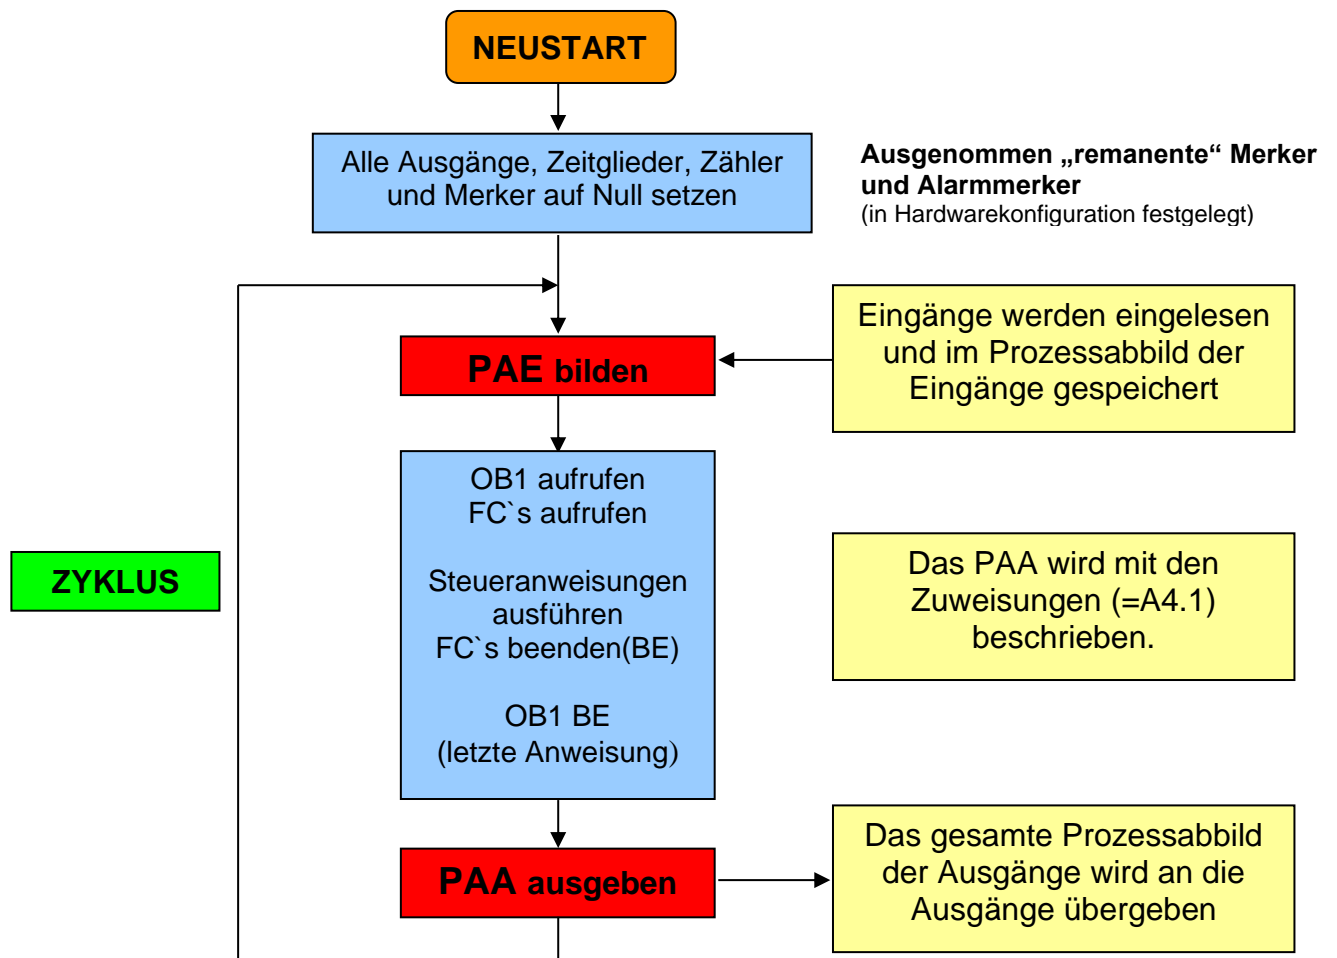 NEUSTART
Alle Ausgänge, Zeitglieder, Zähler
und Merker auf Null setzen
Ausgenommen „remanente“ Merker
und Alarmmerker
(in Hardwarekonfiguration festgelegt)
PAE bilden
Eingänge werden eingelesen
und im Prozessabbild der
Eingänge gespeichert
OB1 aufrufen
FC`s aufrufen
Steueranweisungen
ausführen
FC`s beenden(BE)
OB1 BE
(letzte Anweisung)
ZYKLUS
Das PAA wird mit den
Zuweisungen (=A4.1)
beschrieben.
PAA ausgeben
Das gesamte Prozessabbild
der Ausgänge wird an die
Ausgänge übergeben